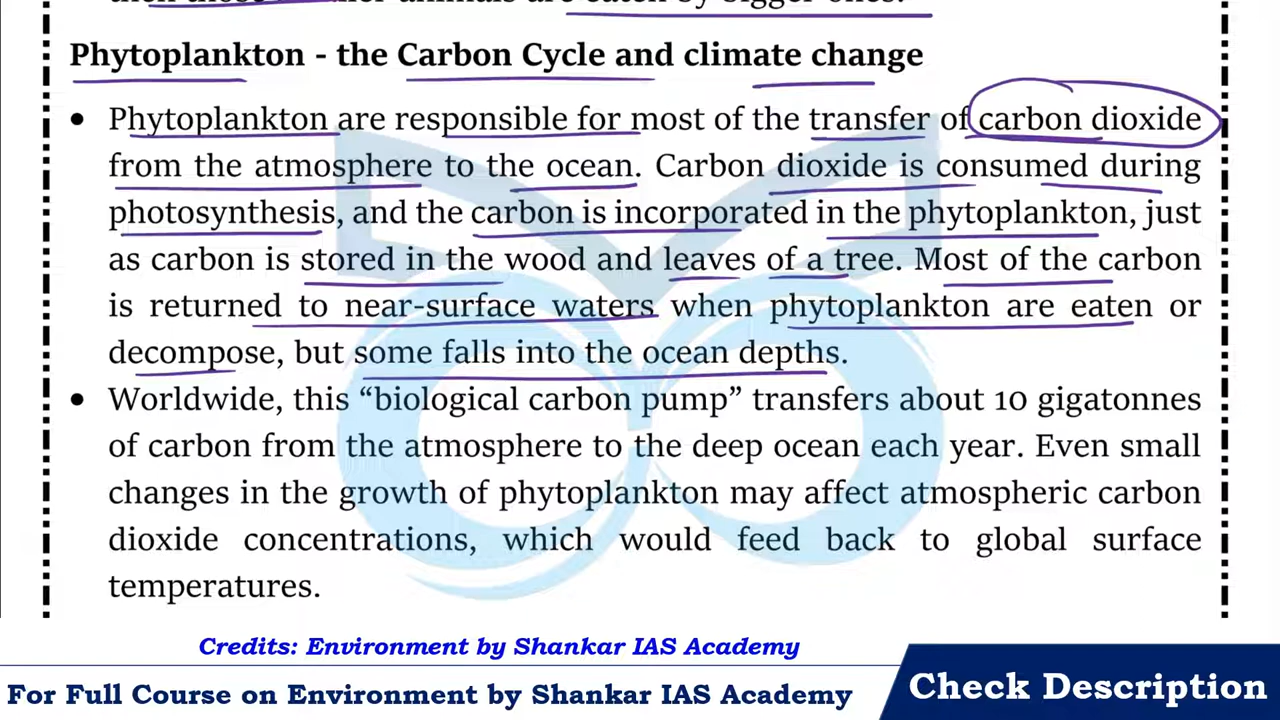 Phytoplankton - the Carbon Cycle and climate change
• Phytoplankton are responsible for most of the transfer of carbon dioxide
from the atmosphere to the ocean. Carbon dioxide is consumed during
photosynthesis, and the carbon is incorporated in the phytoplankton, just
as carbon is stored in the wood and leaves of a tree. Most of the carbon
is returned to near-surface waters when phytoplankton are eaten or
decompose, but some falls into the ocean depths.
• Worldwide, this “biological carbon pump” transfers about 10 gigatonnes
of carbon from the atmosphere to the deep ocean each year. Even small
changes in the growth of phytoplankton may affect atmospheric carbon
dioxide concentrations, which would feed back to global surface
temperatures.
Credits: Environment by Shankar IAS Academy
For Full Course on Environment by Shankar IAS Academy
Check Description